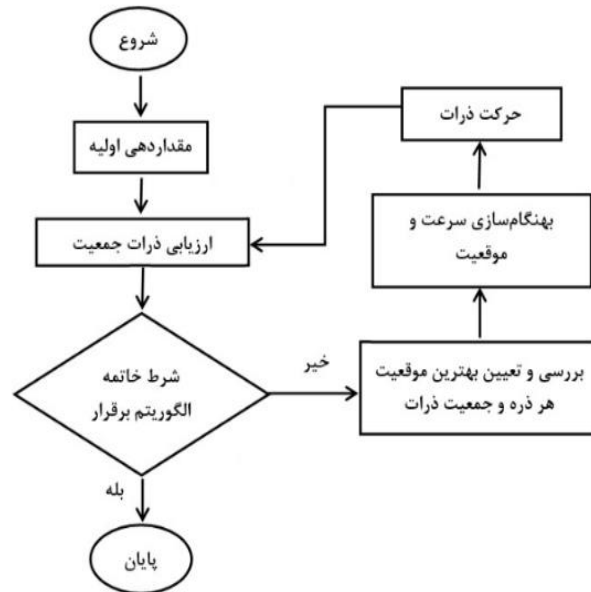 شروع
مقداردهی اولیه
ارزیابی ذرات جمعیت
شرط خاتمه
الگوریتم برقرار
بله
پایان
خیر
بررسی و تعیین بهترین موقعیت
هر ذره و جمعیت ذرات
بهنگام‌سازی سرعت و
موقعیت
حرکت ذرات